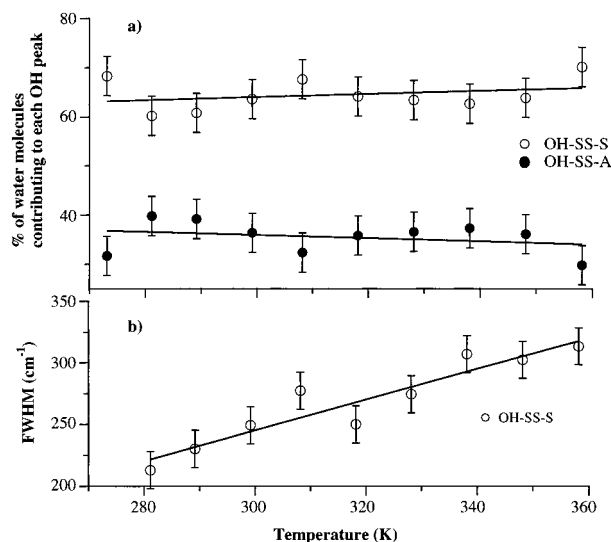 a)
80
60
40
% of water molecules
contributing to each OH peak
OH-SS-S
OH-SS-A
b)
350
300
250
200
FWHM (cm-1)
OH-SS-S
280
300
320
340
360
Temperature (K)